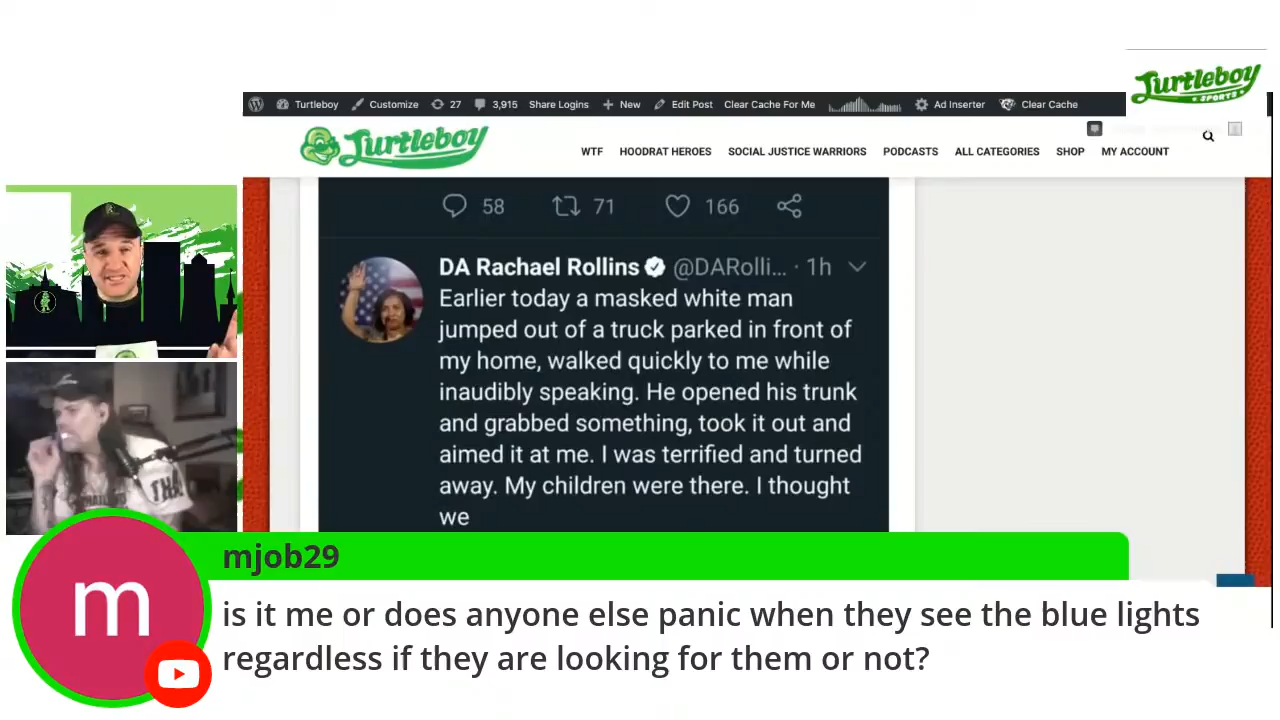 Turtleboy
SPORTS
Turtleboy Customize 27 3,915 Share Logins New Edit Post Clear Cache For Me Ad Inserter Clear Cache
Turtleboy
WTF HOODRAT HEROES SOCIAL JUSTICE WARRIORS PODCASTS ALL CATEGORIES SHOP MY ACCOUNT
58 71 166
DA Rachael Rollins @DARolli... · 1h
Earlier today a masked white man
jumped out of a truck parked in front of
my home, walked quickly to me while
inaudibly speaking. He opened his trunk
and grabbed something, took it out and
aimed it at me. I was terrified and turned
away. My children were there. I thought
we
m
mjob29
is it me or does anyone else panic when they see the blue lights
regardless if they are looking for them or not?